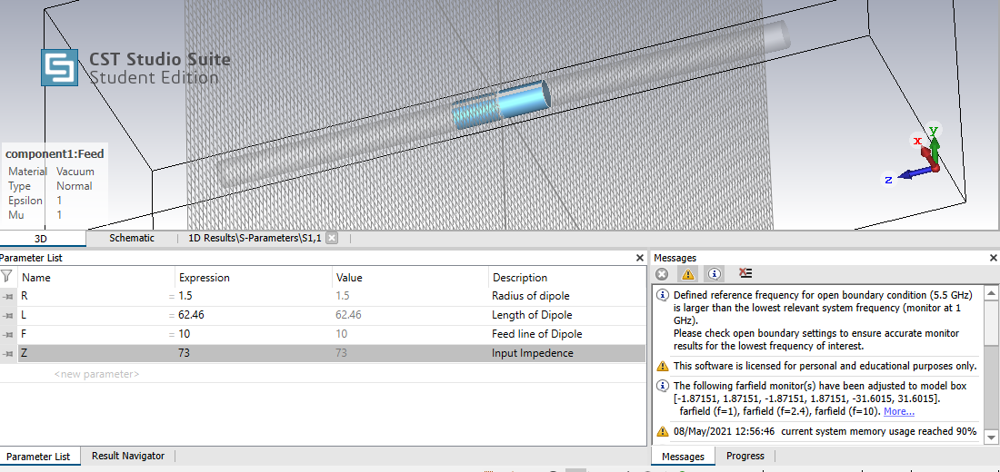 CST Studio Suite
Student Edition
y
x
z
component1:Feed
Material Vacuum
Type Normal
Epsilon 1
Mu 1
3D Schematic 1D Results\S-Parameters\S1,1
Parameter List
Name Expression Value Description
R = 1.5 1.5 Radius of dipole
L = 62.46 62.46 Length of Dipole
F = 10 10 Feed line of Dipole
Z = 73 73 Input Impedence
<new parameter>
Parameter List Result Navigator
Messages
Defined reference frequency for open boundary condition (5.5 GHz)
is larger than the lowest relevant system frequency (monitor at 1
GHz).
Please check open boundary settings to ensure accurate monitor
results for the lowest frequency of interest.
This software is licensed for personal and educational purposes only.
The following farfield monitor(s) have been adjusted to model box
[-1.87151, 1.87151, -1.87151, 1.87151, -31.6015, 31.6015].
farfield (f=1), farfield (f=2.4), farfield (f=10). More...
08/May/2021 12:56:46 current system memory usage reached 90%
Messages Progress